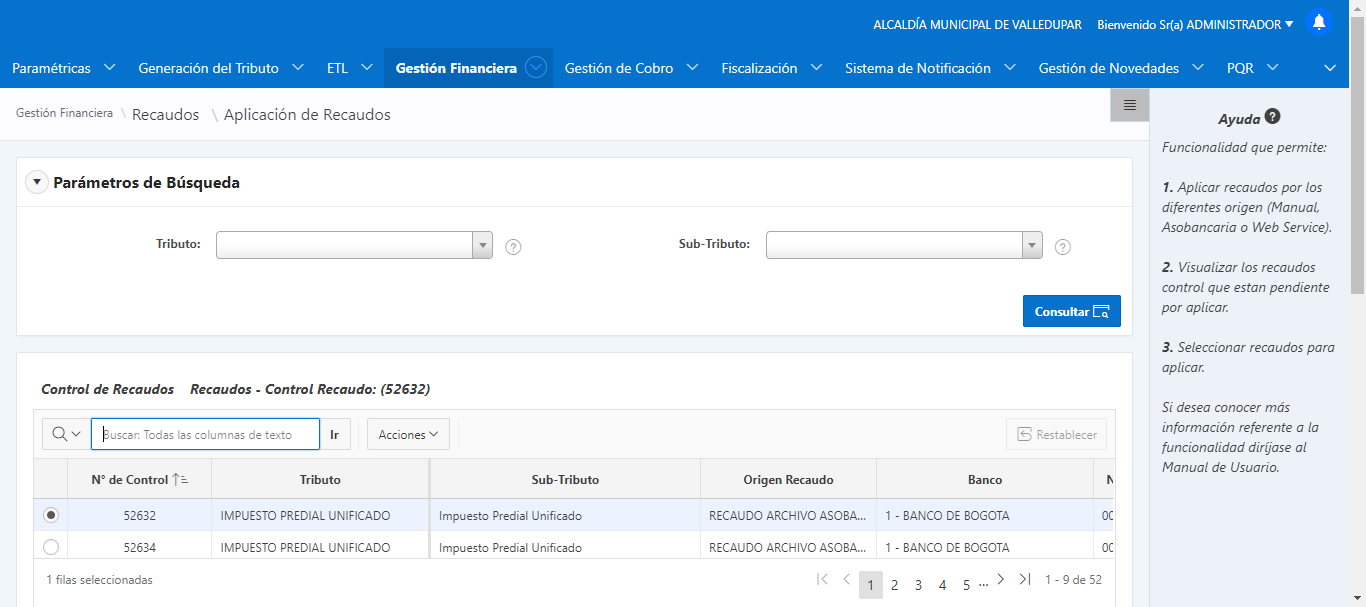 ALCALDÍA MUNICIPAL DE VALLEDUPAR Bienvenido Sr(a) ADMINISTRADOR
Paramétricas Generación del Tributo ETL Gestión Financiera Gestión de Cobro Fiscalización Sistema de Notificación Gestión de Novedades PQR
Gestión Financiera \ Recaudos \ Aplicación de Recaudos
Parámetros de Búsqueda
Tributo: Sub-Tributo:
Consultar
Control de Recaudos Recaudos - Control Recaudo: (52632)
Buscar: Todas las columnas de texto Ir Acciones Restablecer
N° de Control Tributo Sub-Tributo Origen Recaudo Banco
52632 IMPUESTO PREDIAL UNIFICADO Impuesto Predial Unificado RECAUDO ARCHIVO ASOBA... 1 - BANCO DE BOGOTA
52634 IMPUESTO PREDIAL UNIFICADO Impuesto Predial Unificado RECAUDO ARCHIVO ASOBA... 1 - BANCO DE BOGOTA
1 filas seleccionadas 1 2 3 4 5 ... 1 - 9 de 52
Ayuda ?
Funcionalidad que permite:
1. Aplicar recaudos por los
diferentes origen (Manual,
Asobancaria o Web Service).
2. Visualizar los recaudos
control que estan pendiente
por aplicar.
3. Seleccionar recaudos para
aplicar.
Si desea conocer más
información referente a la
funcionalidad diríjase al
Manual de Usuario.